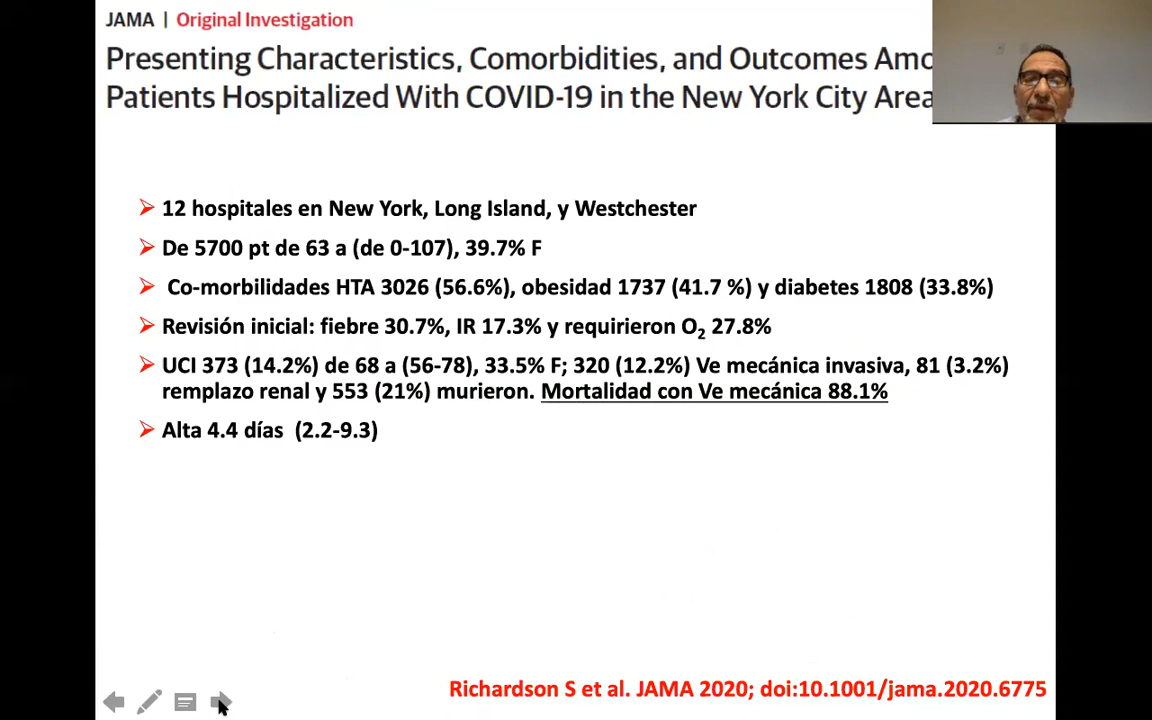 JAMA | Original Investigation
Presenting Characteristics, Comorbidities, and Outcomes Amo
Patients Hospitalized With COVID-19 in the New York City Area
➢ 12 hospitales en New York, Long Island, y Westchester
➢ De 5700 pt de 63 a (de 0-107), 39.7% F
➢ Co-morbilidades HTA 3026 (56.6%), obesidad 1737 (41.7 %) y diabetes 1808 (33.8%)
➢ Revisión inicial: fiebre 30.7%, IR 17.3% y requirieron O₂ 27.8%
➢ UCI 373 (14.2%) de 68 a (56-78), 33.5% F; 320 (12.2%) Ve mecánica invasiva, 81 (3.2%)
remplazo renal y 553 (21%) murieron. Mortalidad con Ve mecánica 88.1%
➢ Alta 4.4 días (2.2-9.3)
Richardson S et al. JAMA 2020; doi:10.1001/jama.2020.6775